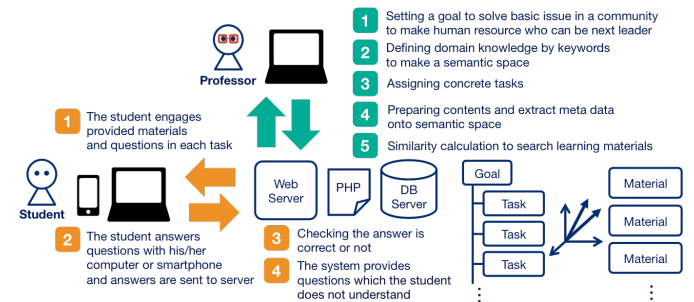 1
Setting a goal to solve basic issue in a community
to make human resource who can be next leader
2
Defining domain knowledge by keywords
to make a semantic space
3
Assigning concrete tasks
4
Preparing contents and extract meta data
onto semantic space
5
Similarity calculation to search learning materials
Professor
1
The student engages
provided materials
and questions in each task
Student
2
The student answers
questions with his/her
computer or smartphone
and answers are sent to server
Web
Server
PHP
DB
Server
3
Checking the answer is
correct or not
4
The system provides
questions which the student
does not understand
Goal
Task
Task
Task
Material
Material
Material